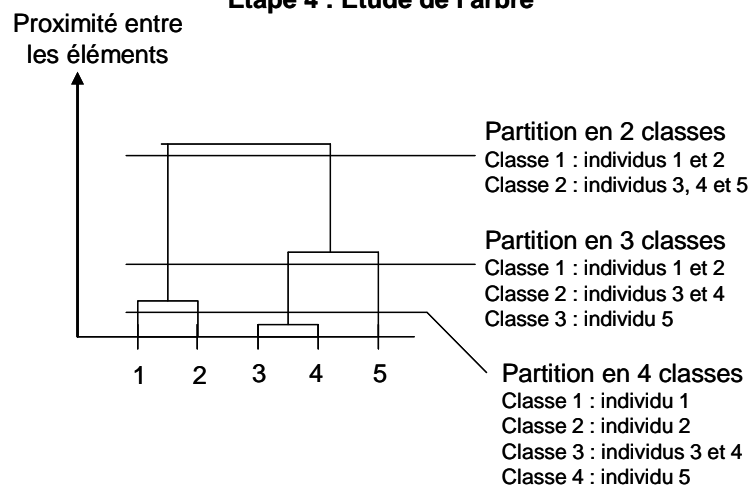 Etape 4 : Etude de l'arbre
Proximité entre
les éléments
Partition en 2 classes
Classe 1 : individus 1 et 2
Classe 2 : individus 3, 4 et 5
Partition en 3 classes
Classe 1 : individus 1 et 2
Classe 2 : individus 3 et 4
Classe 3 : individu 5
1 2 3 4 5
Partition en 4 classes
Classe 1 : individu 1
Classe 2 : individu 2
Classe 3 : individus 3 et 4
Classe 4 : individu 5